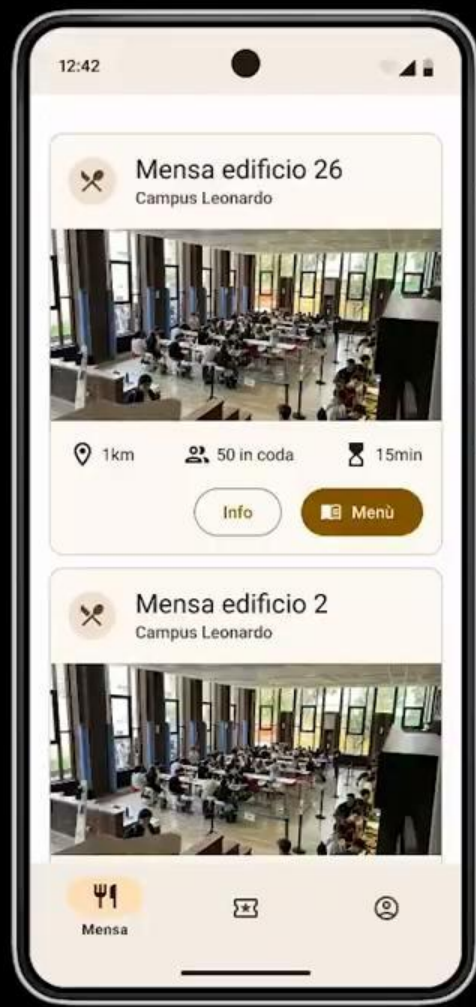 12:42
Mensa edificio 26
Campus Leonardo
1km
50 in coda
15min
Info
Menù
Mensa edificio 2
Campus Leonardo
Mensa